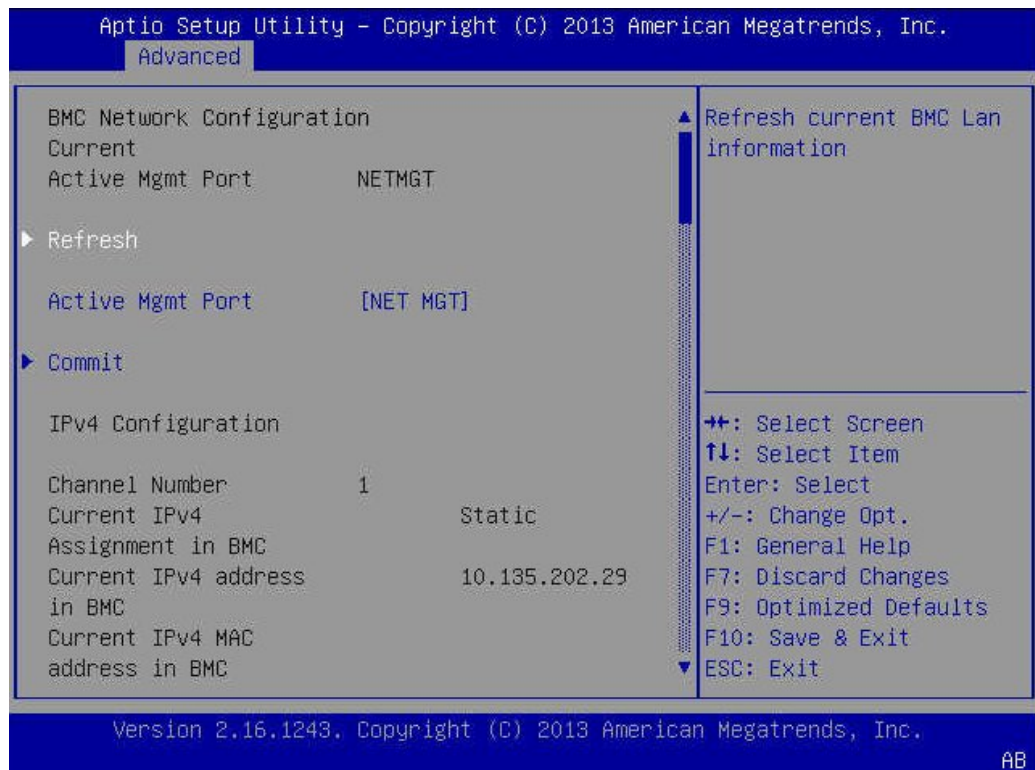 Aptio Setup Utility – Copyright (C) 2013 American Megatrends, Inc.
Advanced
BMC Network Configuration
Current
Active Mgmt Port NETMGT
Refresh
Active Mgmt Port [NET MGT]
Commit
IPv4 Configuration
Channel Number 1
Current IPv4 Static
Assignment in BMC
Current IPv4 address 10.135.202.29
in BMC
Current IPv4 MAC
address in BMC
Refresh current BMC Lan
information
→←: Select Screen
↑↓: Select Item
Enter: Select
+/-: Change Opt.
F1: General Help
F7: Discard Changes
F9: Optimized Defaults
F10: Save & Exit
ESC: Exit
Version 2.16.1243. Copyright (C) 2013 American Megatrends, Inc.
AB